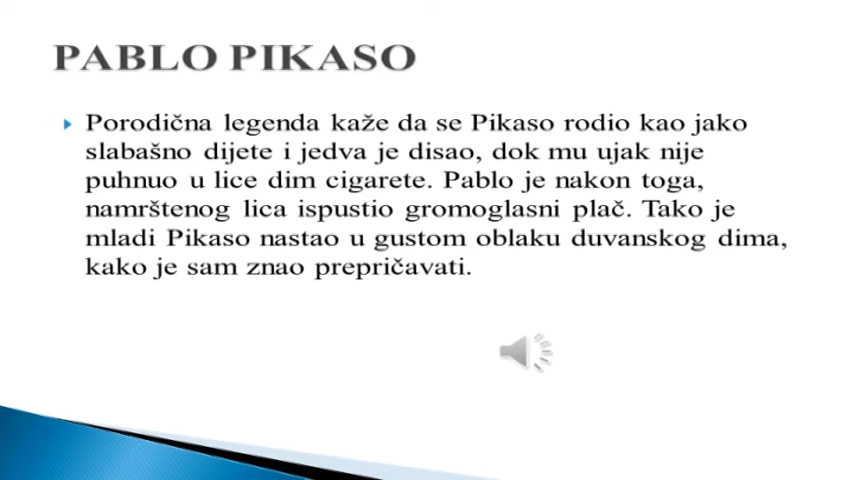 PABLO PIKASO
Porodična legenda kaže da se Pikaso rodio kao jako
slabašno dijete i jedva je disao, dok mu ujak nije
puhnuo u lice dim cigarete. Pablo je nakon toga,
namrštenog lica ispustio gromoglasni plač. Tako je
mladi Pikaso nastao u gustom oblaku duvanskog dima,
kako je sam znao prepričavati.